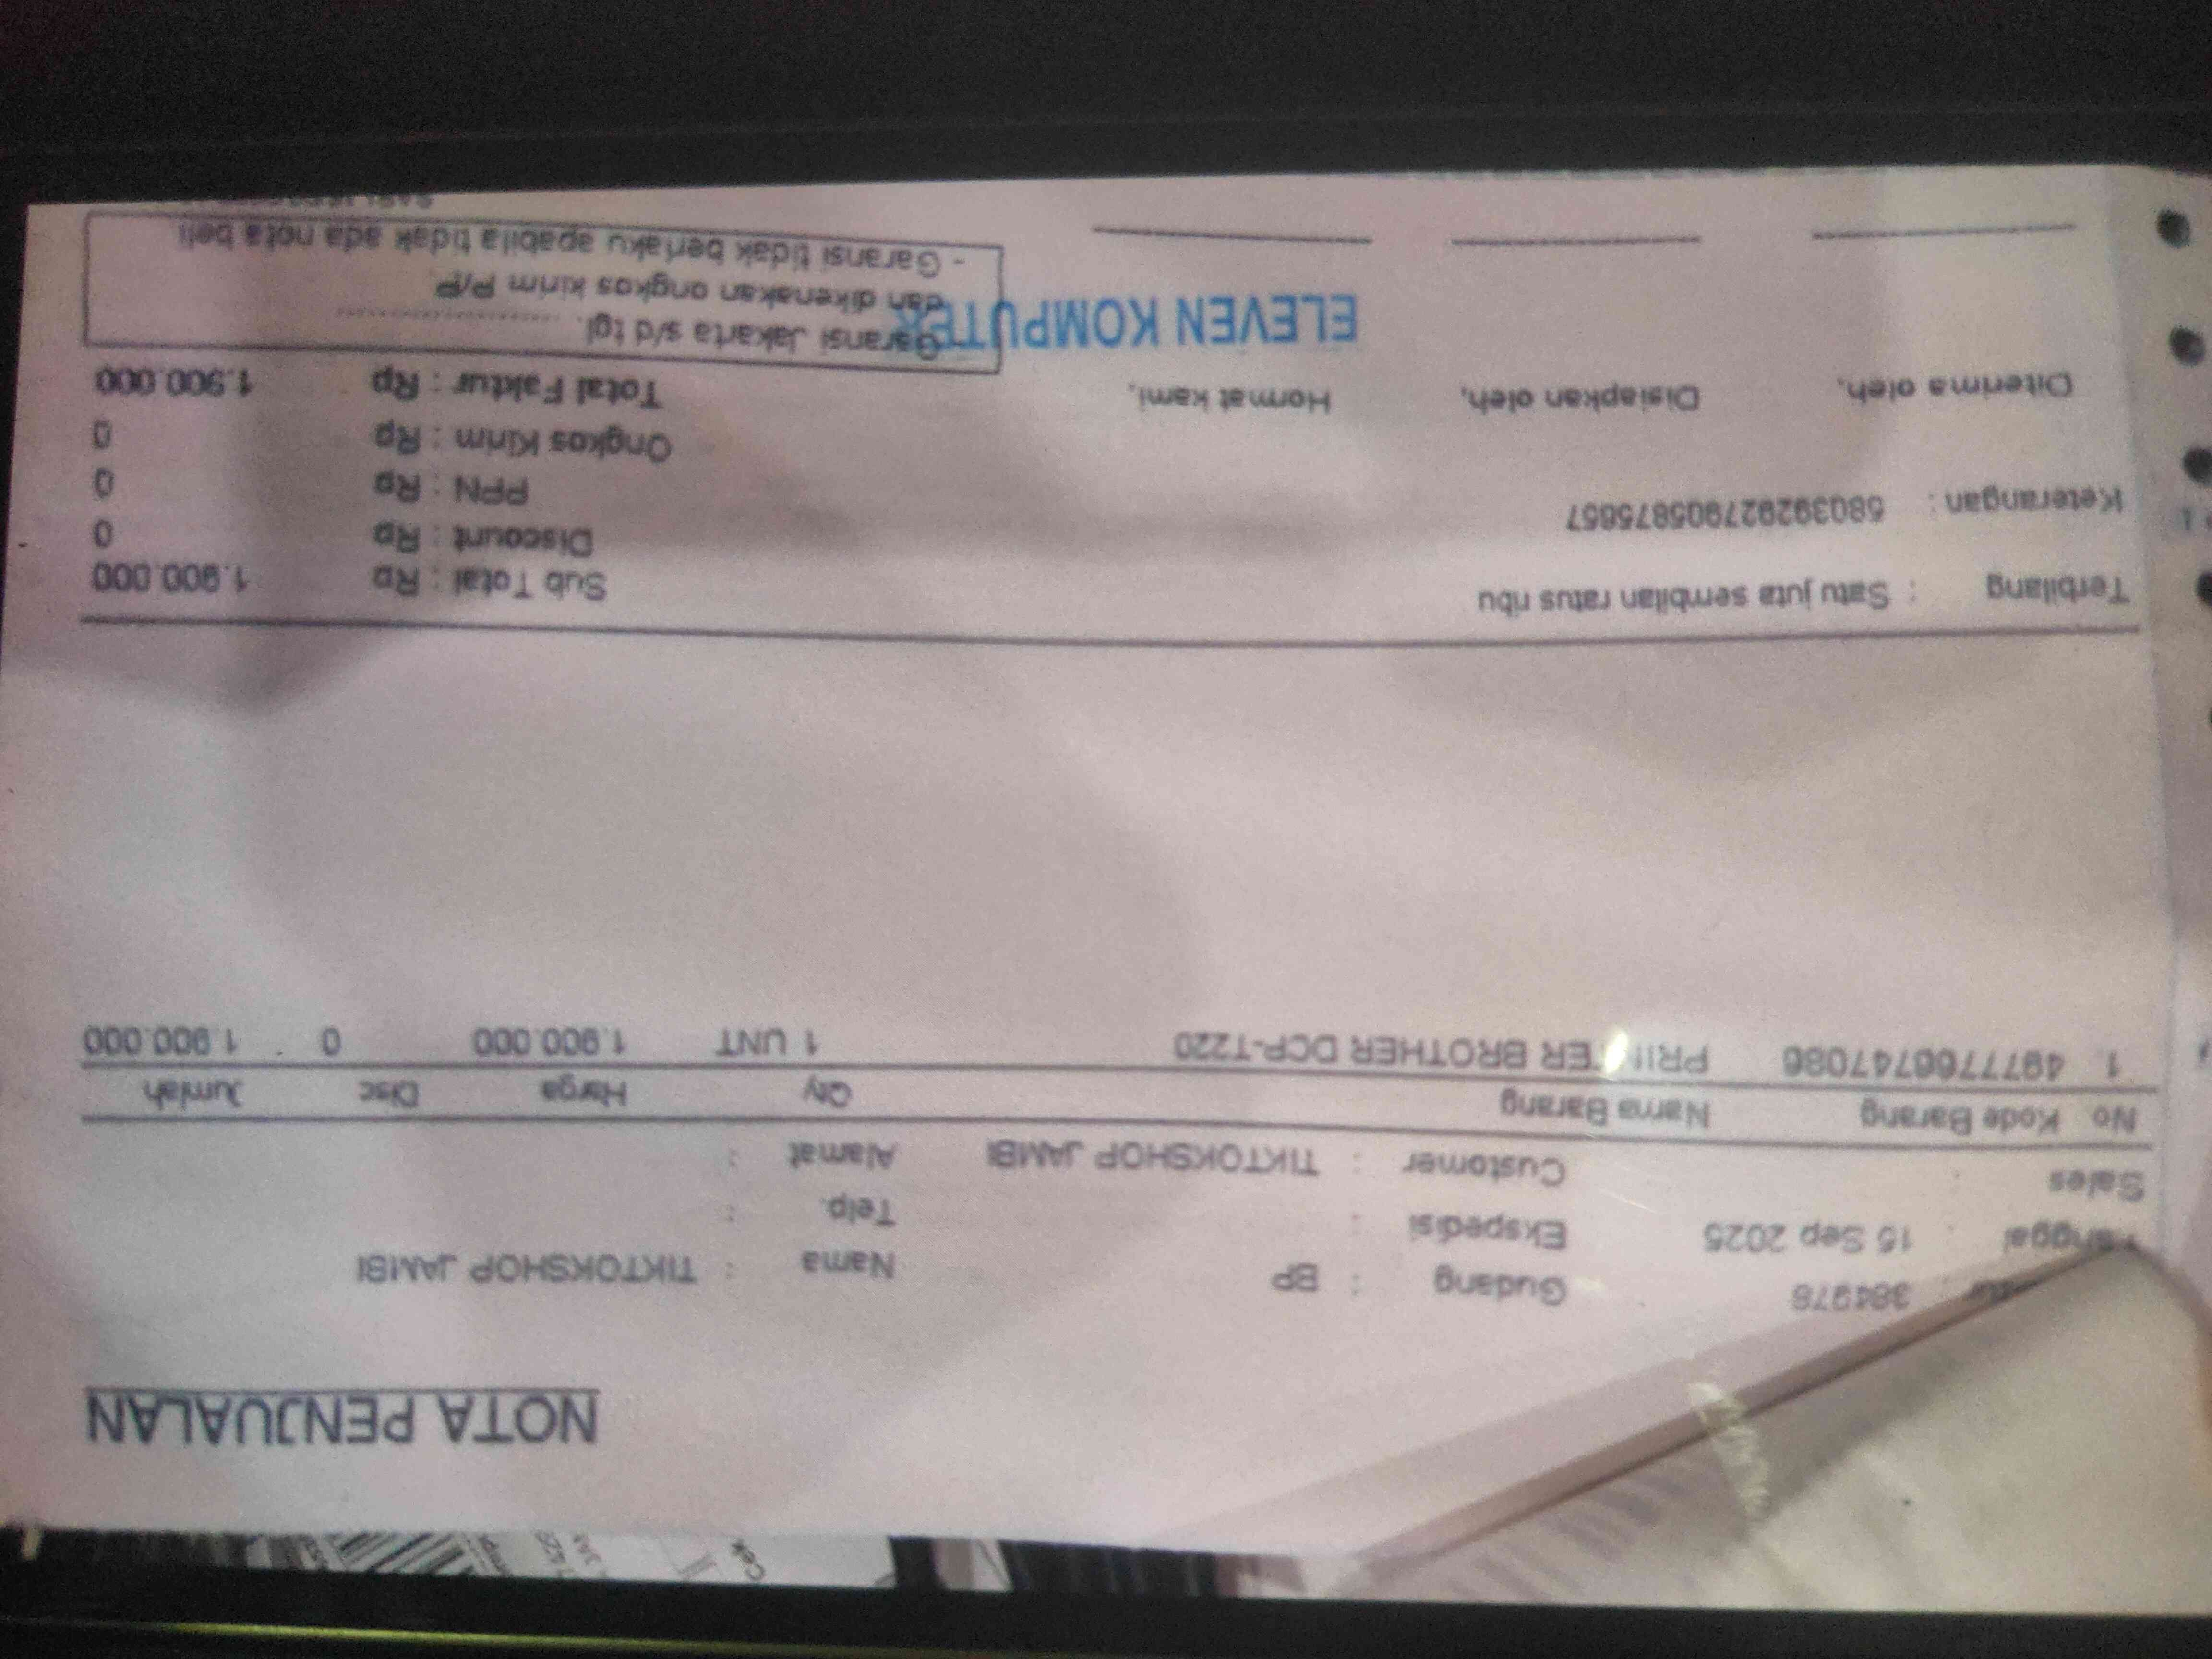 NOTA PENJUALAN
384978 Gudang : BP Nama : TIKTOKSHOP JAMBI
15 Sep 2025 Ekspedisi : Telp. :
Sales : Customer : TIKTOKSHOP JAMBI Alamat :
No Kode Barang Nama Barang Qty Harga Disc Jumlah
1 4977766747086 PRINTER BROTHER DCP-T220 1 UNT 1.900.000 0 1.900.000
Terbilang : Satu juta sembilan ratus ribu Sub Total : Rp 1.900.000
Discount : Rp 0
Keterangan : PPN : Rp 0
Ongkos Kirim : Rp 0
Diterima oleh, Disiapkan oleh, Hormat kami, Total Faktur : Rp 1.900.000
ELEVEN KOMPUTER
Garansi Jakarta s/d tgl. ....................
dan dikenakan ongkos kirim P/P
- Garansi tidak berlaku apabila tidak ada nota beli